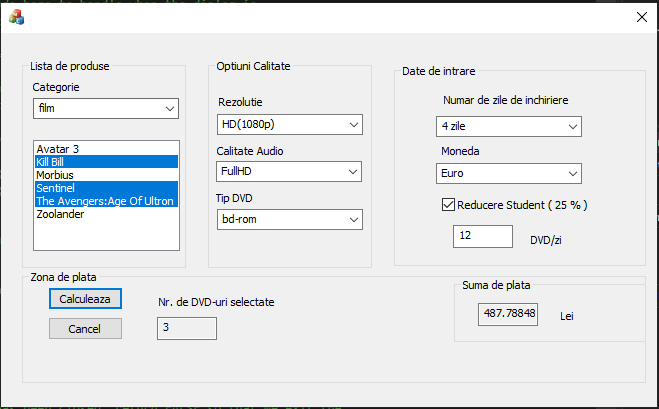 Lista de produse
Categorie
film
Avatar 3
Kill Bill
Morbius
Sentinel
The Avengers:Age Of Ultron
Zoolander
Optiuni Calitate
Rezolutie
HD(1080p)
Calitate Audio
FullHD
Tip DVD
bd-rom
Date de intrare
Numar de zile de inchiriere
4 zile
Moneda
Euro
Reducere Student ( 25 % )
12 DVD/zi
Zona de plata
Calculeaza
Cancel
Nr. de DVD-uri selectate
3
Suma de plata
487.78848 Lei